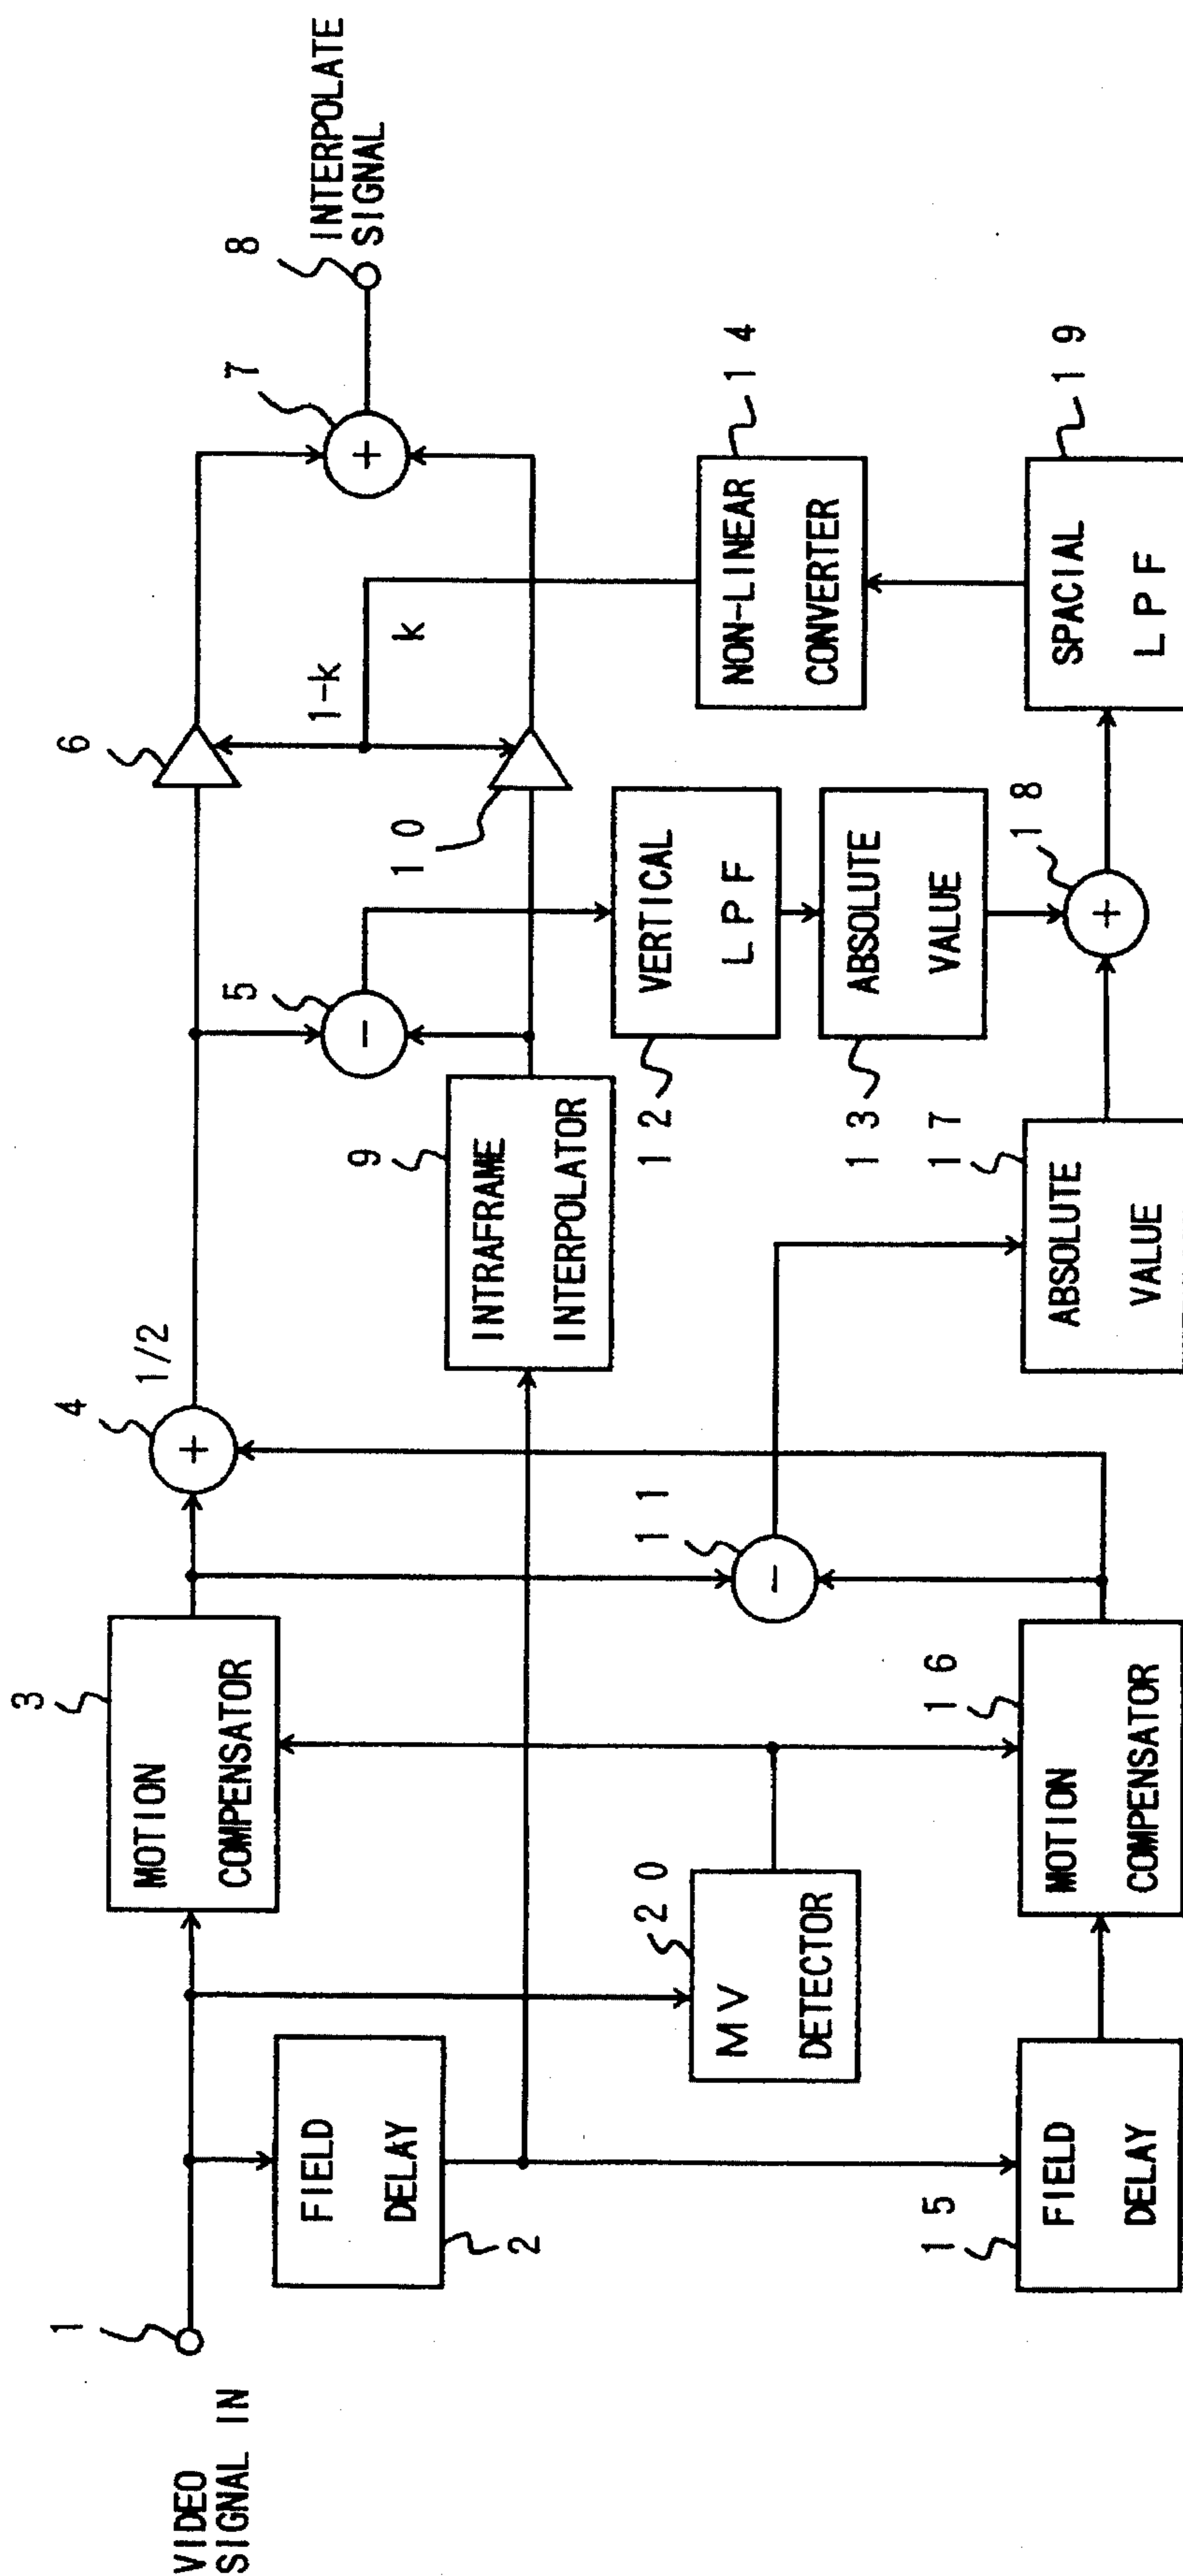 VIDEO
SIGNAL IN
1
FIELD
DELAY
2
MOTION
COMPENSATOR
3
4
1/2
INTRAFRAME
INTERPOLATOR
9
5
6
1-k
k
10
7
8
INTERPOLATE
SIGNAL
MV
DETECTOR
20
11
VERTICAL
LPF
12
ABSOLUTE
VALUE
13
NON-LINEAR
CONVERTER
14
FIELD
DELAY
15
MOTION
COMPENSATOR
16
ABSOLUTE
VALUE
17
18
SPACIAL
LPF
19
+
-
+
-
+